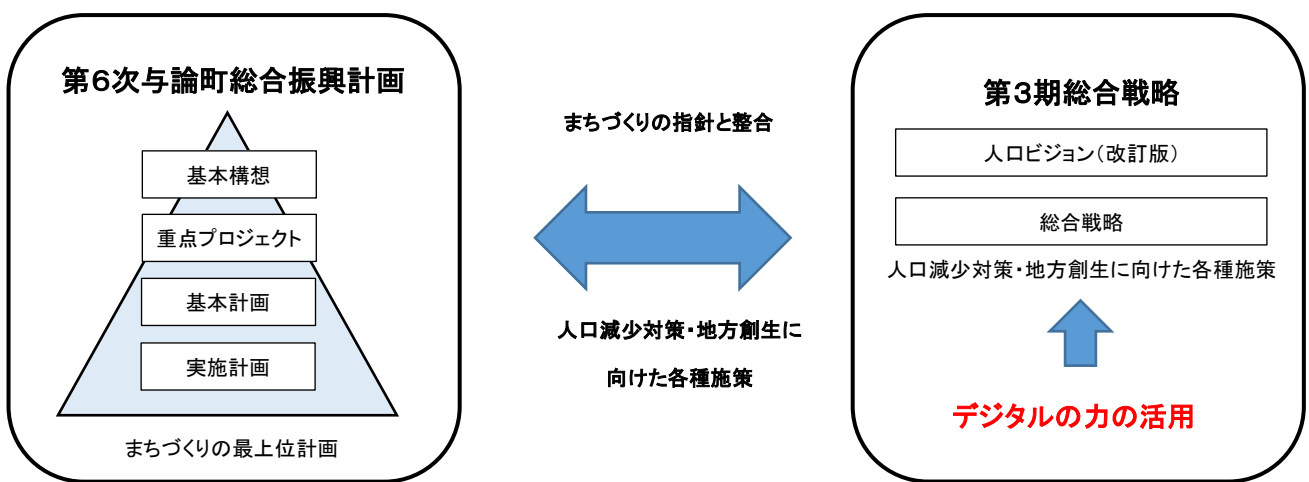 第6次与論町総合振興計画
基本構想
重点プロジェクト
基本計画
実施計画
まちづくりの最上位計画
まちづくりの指針と整合
人口減少対策・地方創生に
向けた各種施策
第3期総合戦略
人口ビジョン(改訂版)
総合戦略
人口減少対策・地方創生に向けた各種施策
デジタルの力の活用